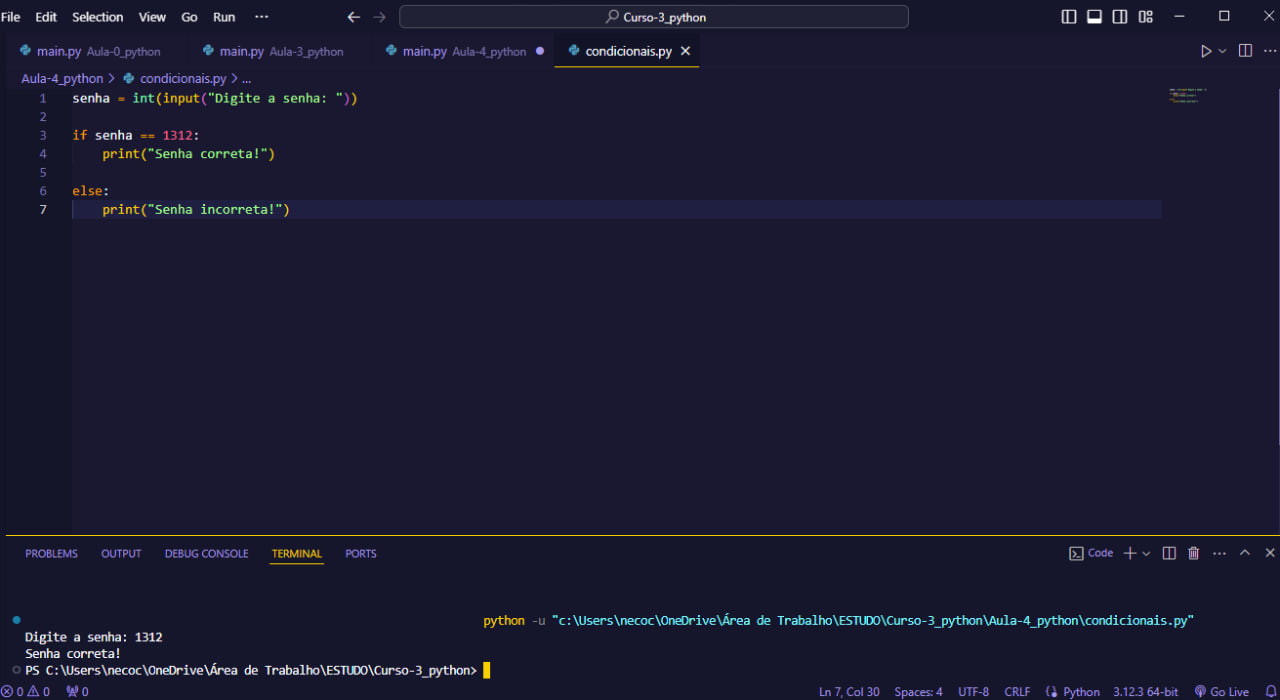 File Edit Selection View Go Run ··· ← → Curso-3_python
main.py Aula-0_python main.py Aula-3_python main.py Aula-4_python ● condicionais.py ×
Aula-4_python > condicionais.py > ...
1 senha = int(input("Digite a senha: "))
2
3 if senha == 1312:
4 print("Senha correta!")
5
6 else:
7 print("Senha incorreta!")
PROBLEMS OUTPUT DEBUG CONSOLE TERMINAL PORTS Code
python -u "c:\Users\necoc\OneDrive\Área de Trabalho\ESTUDO\Curso-3_python\Aula-4_python\condicionais.py"
Digite a senha: 1312
Senha correta!
PS C:\Users\necoc\OneDrive\Área de Trabalho\ESTUDO\Curso-3_python>
0 0 0 Ln 7, Col 30 Spaces: 4 UTF-8 CRLF Python 3.12.3 64-bit Go Live